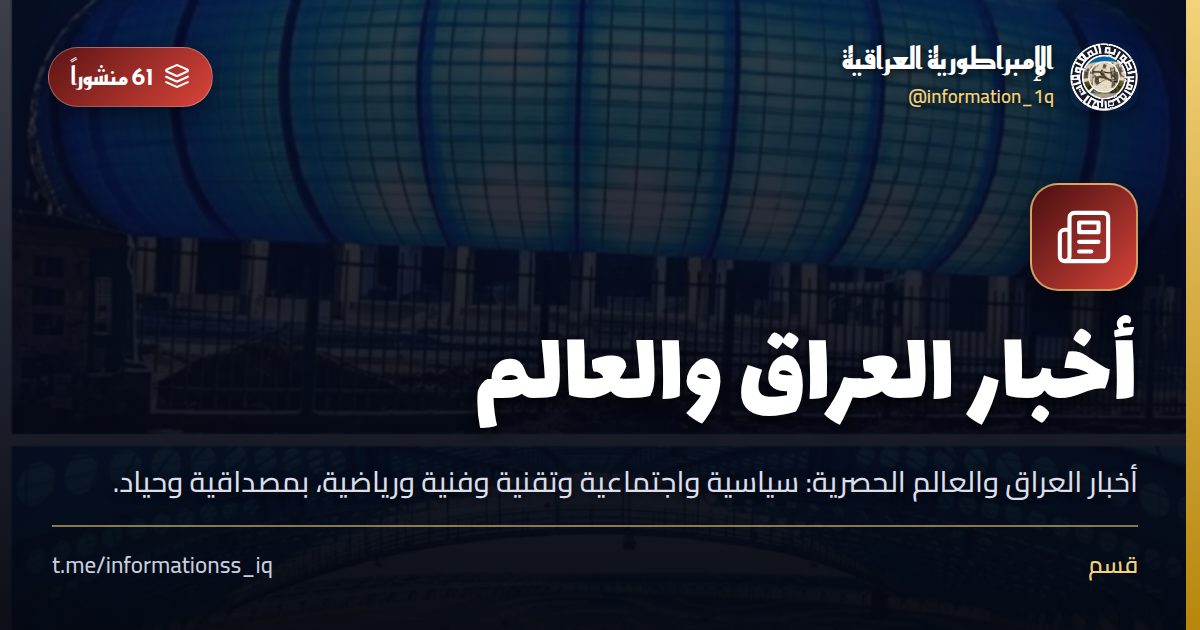 الإمبراطورية العراقية
@information_1q
61 منشوراً
أخبار العراق والعالم
أخبار العراق والعالم الحصرية: سياسية واجتماعية وتقنية وفنية ورياضية، بمصداقية وحياد.
قسم
t.me/informationss_iq